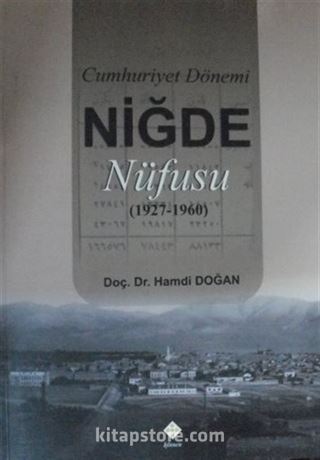 Cumhuriyet Dönemi
NİĞDE
Nüfusu
(1927-1960)
Doç. Dr. Hamdi DOĞAN
kitapstore.com